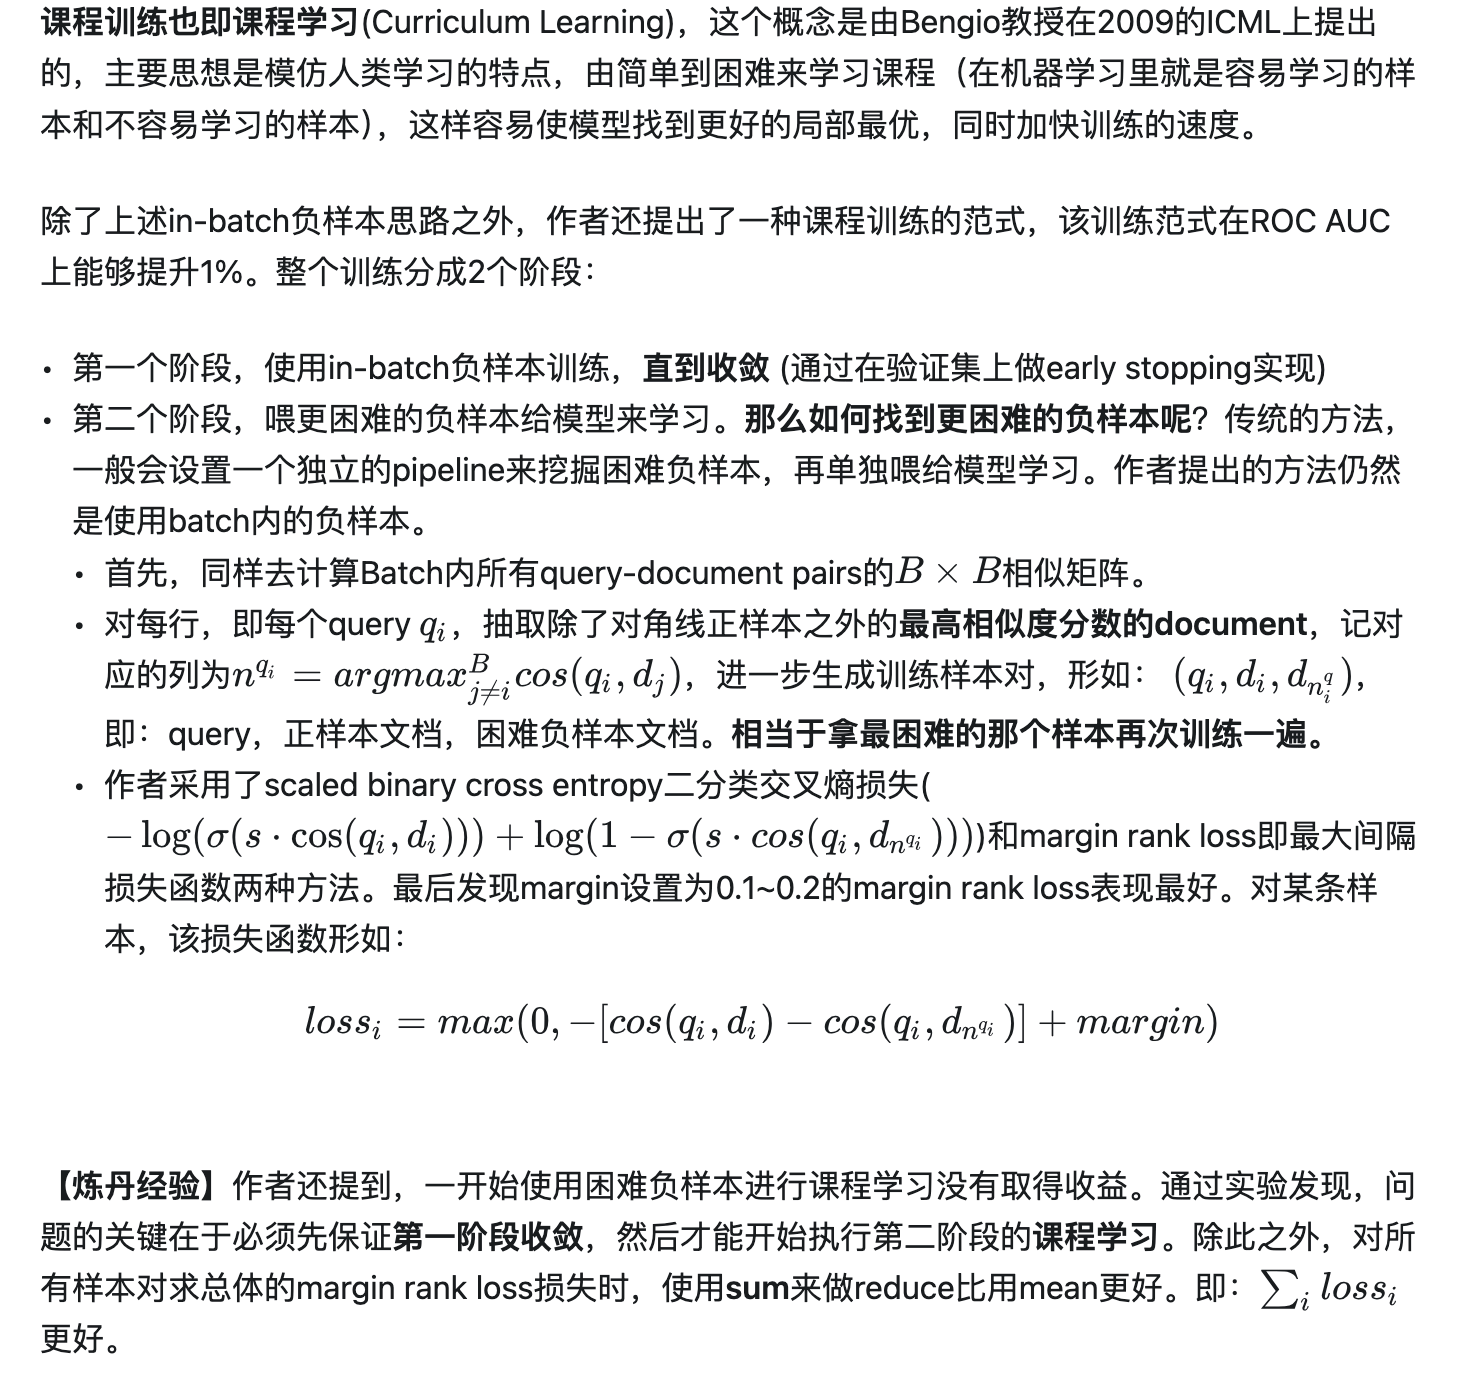 课程训练也即课程学习(Curriculum Learning)，这个概念是由Bengio教授在2009的ICML上提出
的，主要思想是模仿人类学习的特点，由简单到困难来学习课程（在机器学习里就是容易学习的样
本和不容易学习的样本），这样容易使模型找到更好的局部最优，同时加快训练的速度。
除了上述in-batch负样本思路之外，作者还提出了一种课程训练的范式，该训练范式在ROC AUC
上能够提升1%。整个训练分成2个阶段：
• 第一个阶段，使用in-batch负样本训练，直到收敛 (通过在验证集上做early stopping实现)
• 第二个阶段，喂更困难的负样本给模型来学习。那么如何找到更困难的负样本呢？传统的方法，
一般会设置一个独立的pipeline来挖掘困难负样本，再单独喂给模型学习。作者提出的方法仍然
是使用batch内的负样本。
• 首先，同样去计算Batch内所有query-document pairs的$B \times B$相似矩阵。
• 对每行，即每个query $q_i$，抽取除了对角线正样本之外的最高相似度分数的document，记对
应的列为$n^{q_i} = argmax_{j \neq i}^{B} cos(q_i, d_j)$，进一步生成训练样本对，形如：$(q_i, d_i, d_{n_i^q})$，
即：query，正样本文档，困难负样本文档。相当于拿最困难的那个样本再次训练一遍。
• 作者采用了scaled binary cross entropy二分类交叉熵损失(
$-\log(\sigma(s \cdot \cos(q_i, d_i))) + \log(1 - \sigma(s \cdot cos(q_i, d_{n^{q_i}})))$)和margin rank loss即最大间隔
损失函数两种方法。最后发现margin设置为0.1~0.2的margin rank loss表现最好。对某条样
本，该损失函数形如：
$loss_i = max(0, -[cos(q_i, d_i) - cos(q_i, d_{n^{q_i}})] + margin)$
【炼丹经验】作者还提到，一开始使用困难负样本进行课程学习没有取得收益。通过实验发现，问
题的关键在于必须先保证第一阶段收敛，然后才能开始执行第二阶段的课程学习。除此之外，对所
有样本对求总体的margin rank loss损失时，使用sum来做reduce比用mean更好。即：$\sum_i loss_i$
更好。